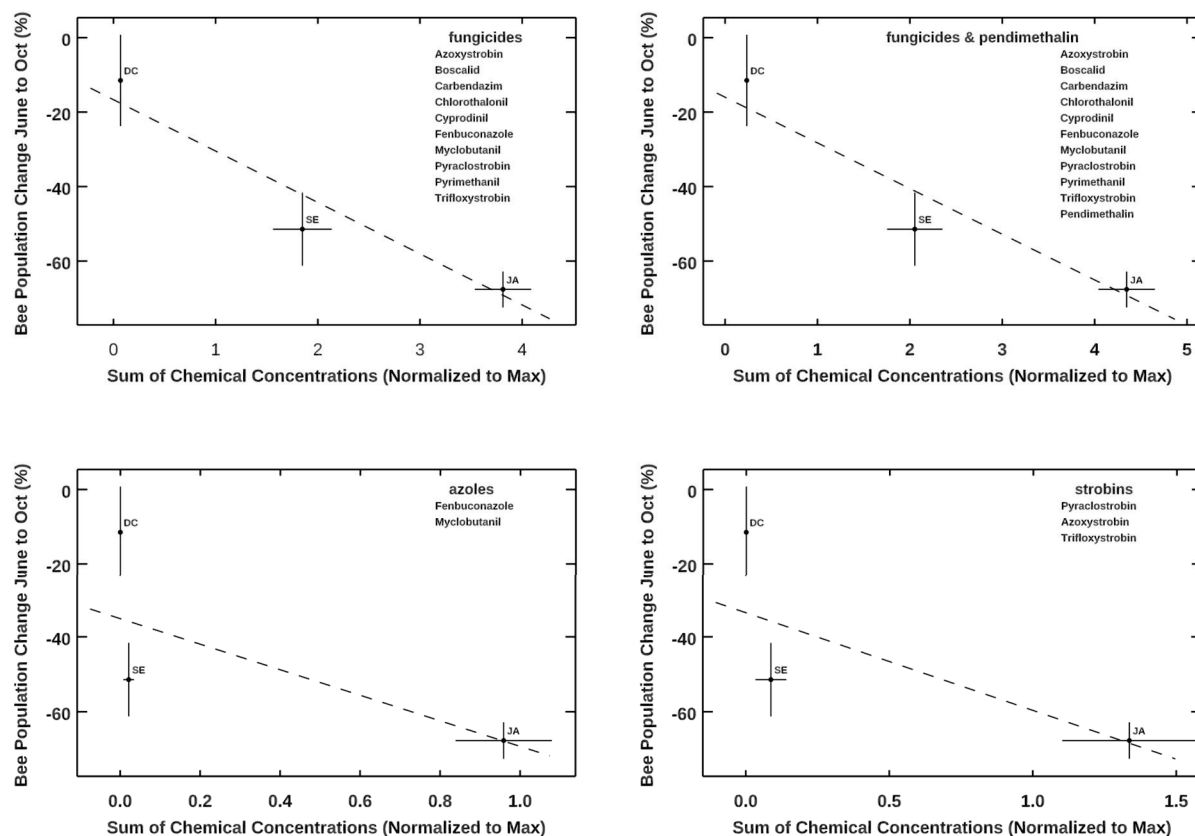 Bee Population Change June to Oct (%)
0
-20
-40
-60
fungicides
Azoxystrobin
Boscalid
Carbendazim
Chlorothalonil
Cyprodinil
Fenbuconazole
Myclobutanil
Pyraclostrobin
Pyrimethanil
Trifloxystrobin
DC
SE
JA
0 1 2 3 4
Sum of Chemical Concentrations (Normalized to Max)
Bee Population Change June to Oct (%)
0
-20
-40
-60
fungicides & pendimethalin
Azoxystrobin
Boscalid
Carbendazim
Chlorothalonil
Cyprodinil
Fenbuconazole
Myclobutanil
Pyraclostrobin
Pyrimethanil
Trifloxystrobin
Pendimethalin
DC
SE
JA
0 1 2 3 4 5
Sum of Chemical Concentrations (Normalized to Max)
Bee Population Change June to Oct (%)
0
-20
-40
-60
azoles
Fenbuconazole
Myclobutanil
DC
SE
JA
0.0 0.2 0.4 0.6 0.8 1.0
Sum of Chemical Concentrations (Normalized to Max)
Bee Population Change June to Oct (%)
0
-20
-40
-60
strobins
Pyraclostrobin
Azoxystrobin
Trifloxystrobin
DC
SE
JA
0.0 0.5 1.0 1.5
Sum of Chemical Concentrations (Normalized to Max)